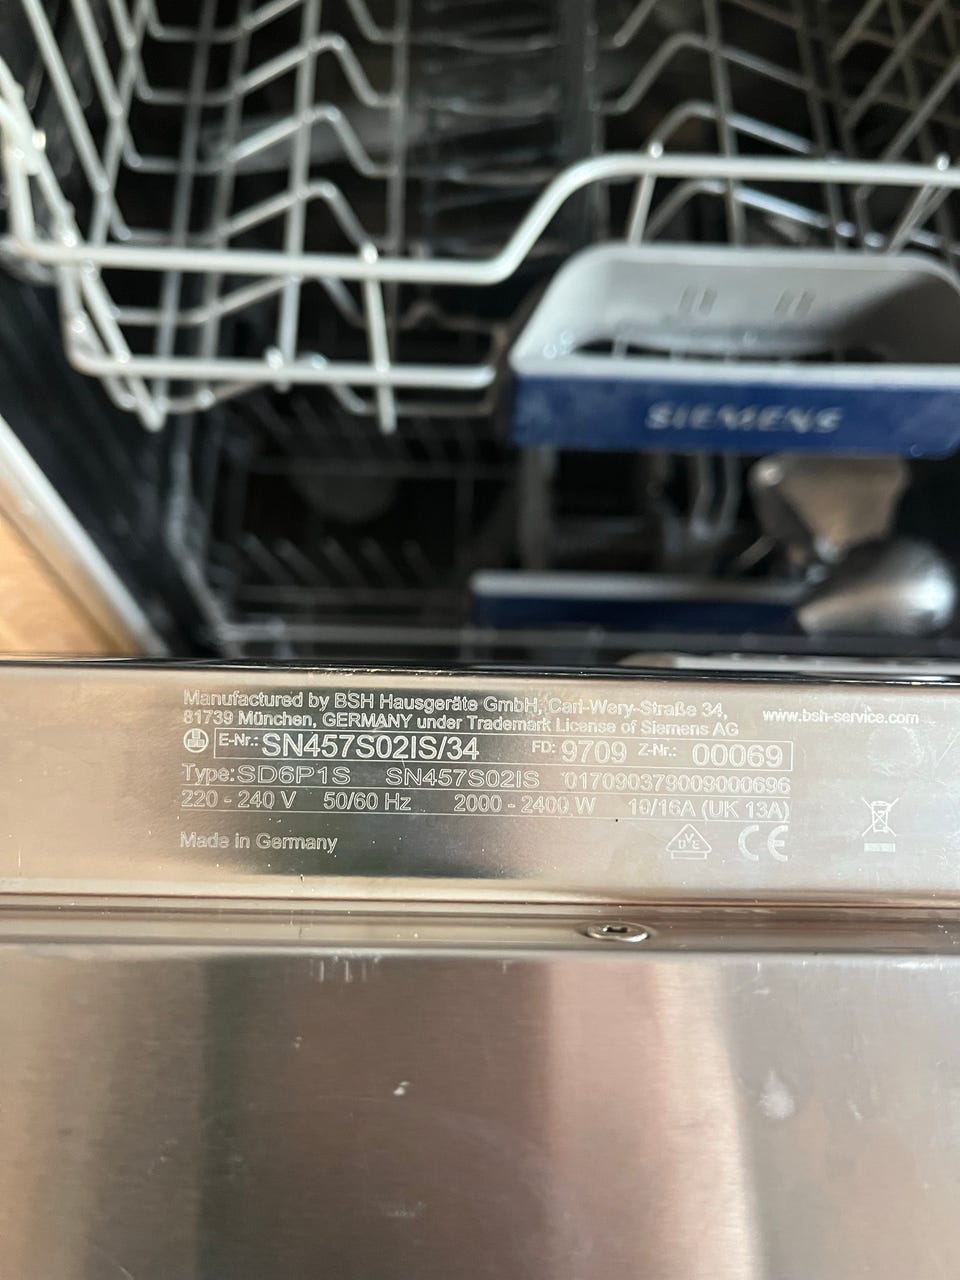 SIEMENS
Manufactured by BSH Hausgeräte GmbH, Carl-Wery-Straße 34,
81739 München, GERMANY under Trademark License of Siemens AG
www.bsh-service.com
E-Nr.: SN457S02IS/34 FD: 9709 Z-Nr.: 00069
Type: SD6P1S SN457S02IS 017090379009000696
220 - 240 V 50/60 Hz 2000 - 2400 W 10/16A (UK 13A)
Made in Germany
DVE CE